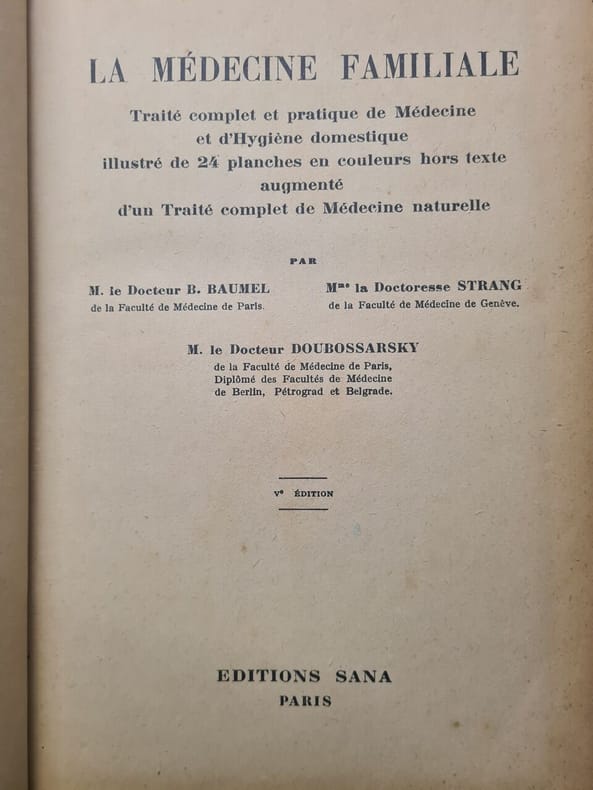 LA MÉDECINE FAMILIALE
Traité complet et pratique de Médecine
et d'Hygiène domestique
illustré de 24 planches en couleurs hors texte
augmenté
d'un Traité complet de Médecine naturelle
PAR
M. le Docteur B. BAUMEL
de la Faculté de Médecine de Paris.
Mme la Doctoresse STRANG
de la Faculté de Médecine de Genève.
M. le Docteur DOUBOSSARSKY
de la Faculté de Médecine de Paris,
Diplômé des Facultés de Médecine
de Berlin, Pétrograd et Belgrade.
Ve ÉDITION
EDITIONS SANA
PARIS